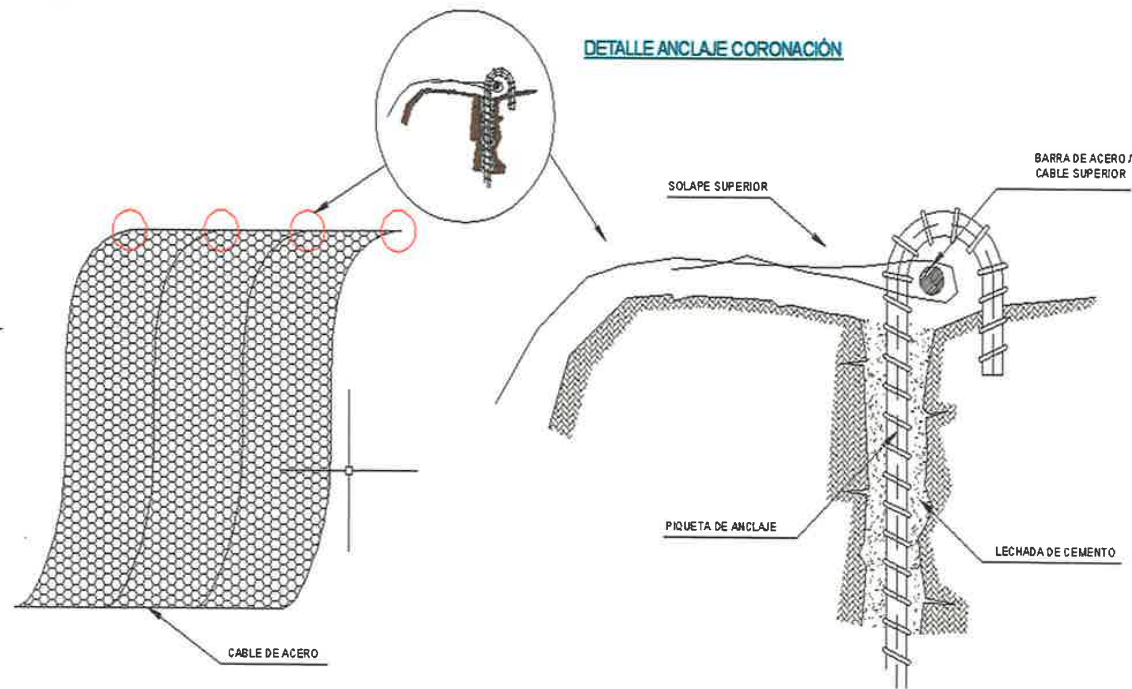 DETALLE ANCLAJE CORONACIÓN
BARRA DE ACERO /
CABLE SUPERIOR
SOLAPE SUPERIOR
PIQUETA DE ANCLAJE
LECHADA DE CEMENTO
CABLE DE ACERO